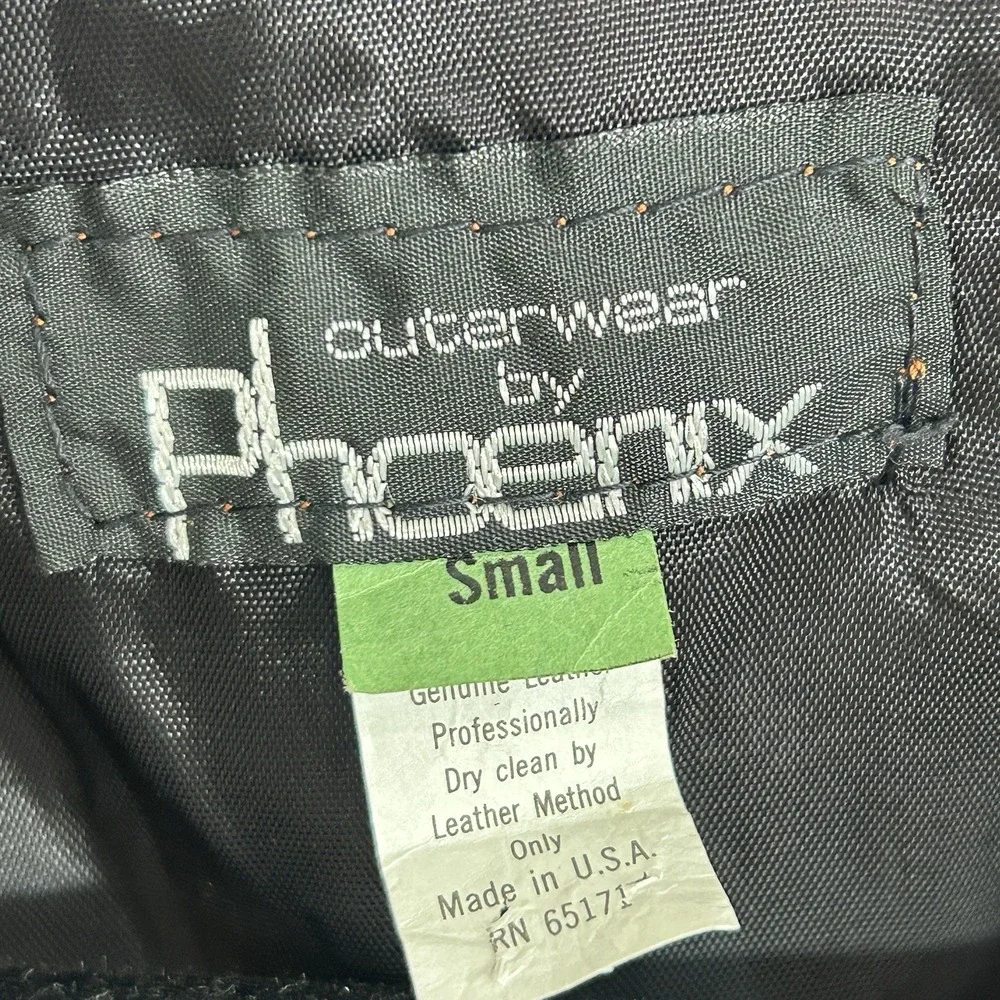 outerwear
by
Phoenix
Small
Genuine Leather
Professionally
Dry clean by
Leather Method
Only
Made in U.S.A.
RN 65171